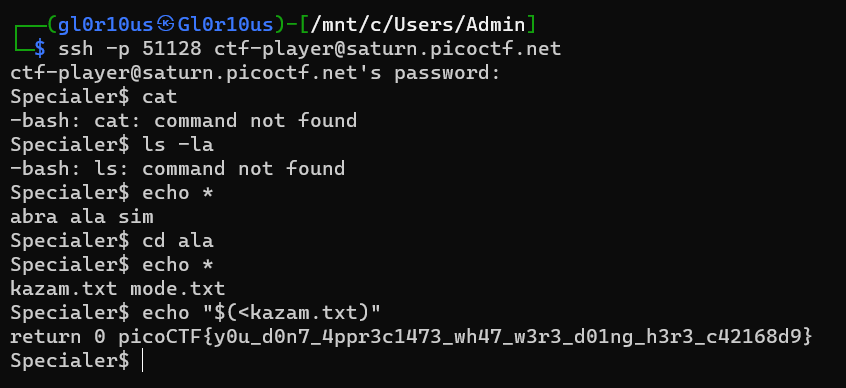 ┌──(gl0r10us㉿Gl0r10us)-[/mnt/c/Users/Admin]
└─$ ssh -p 51128 ctf-player@saturn.picoctf.net
ctf-player@saturn.picoctf.net's password:
Specialer$ cat
-bash: cat: command not found
Specialer$ ls -la
-bash: ls: command not found
Specialer$ echo *
abra ala sim
Specialer$ cd ala
Specialer$ echo *
kazam.txt mode.txt
Specialer$ echo "$(<kazam.txt)"
return 0 picoCTF{y0u_d0n7_4ppr3c1473_wh47_w3r3_d01ng_h3r3_c42168d9}
Specialer$